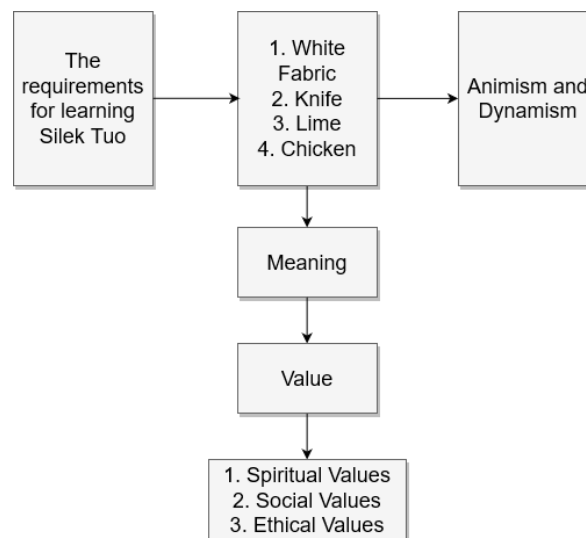 The
requirements
for learning
Silek Tuo
1. White
Fabric
2. Knife
3. Lime
4. Chicken
Animism and
Dynamism
Meaning
Value
1. Spiritual Values
2. Social Values
3. Ethical Values